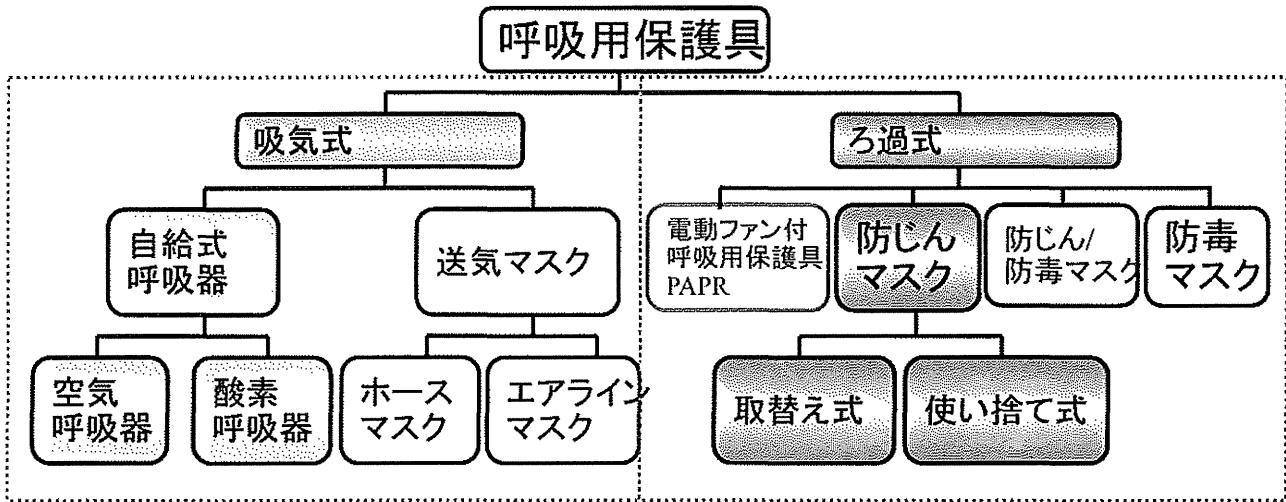 呼吸用保護具
吸気式
ろ過式
自給式
呼吸器
送気マスク
電動ファン付
呼吸用保護具
PAPR
防じん
マスク
防じん/
防毒マスク
防毒
マスク
空気
呼吸器
酸素
呼吸器
ホース
マスク
エアライン
マスク
取替え式
使い捨て式